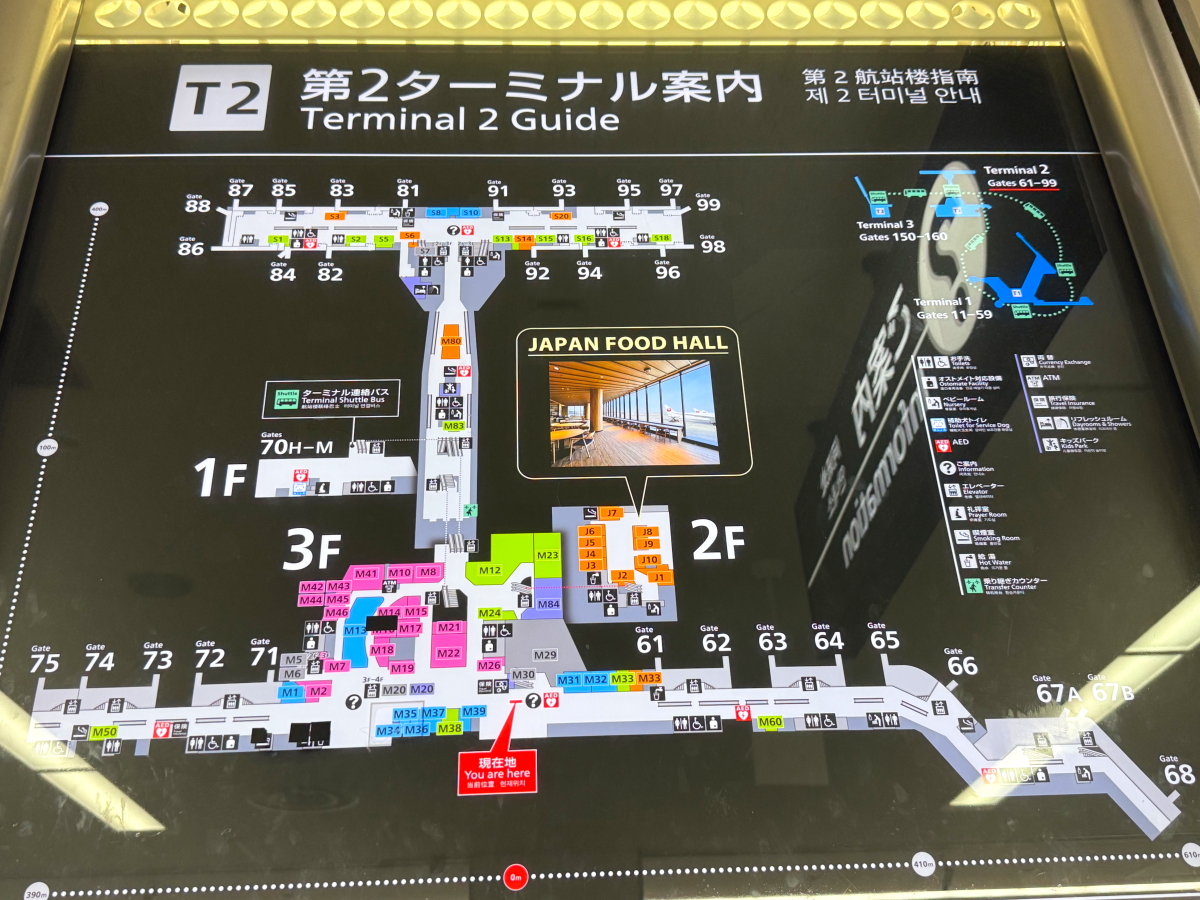 T2
第2ターミナル案内
Terminal 2 Guide
第 2 航站楼指南
제 2 터미널 안내
Terminal 2
Gates 61−99
Terminal 3
Gates 150−160
Terminal 1
Gates 11−59
T1
Gate 88
Gate 87
Gate 85
Gate 83
Gate 81
Gate 91
Gate 93
Gate 95
Gate 97
Gate 99
Gate 86
Gate 84
Gate 82
Gate 92
Gate 94
Gate 96
Gate 98
S3
S8
S10
S20
S1
S2
S5
S6
S7
S13
S14
S15
S16
S18
M80
M83
400m
100m
Shuttle
ターミナル連絡バス
Terminal Shuttle Bus
JAPAN FOOD HALL
Gates
70H−M
1F
AED
3F
2F
J7
J6
J8
J5
J9
J4
J3
J10
J2
J1
M41
M10
M8
ATM
M12
M23
M42
M43
M44
M45
M46
M14
M15
M24
M84
M13
M17
M21
M18
M22
M5
M6
M7
M19
M26
M29
M30
M1
M2
M20
M20
M31
M32
M33
M33
M35
M37
M39
M34
M36
M38
M50
M60
Gate 75
Gate 74
Gate 73
Gate 72
Gate 71
Gate 61
Gate 62
Gate 63
Gate 64
Gate 65
Gate 66
Gate 67A
Gate 67B
Gate 68
現在地
You are here
当前位置 현재위치
390m
0m
410m
610m
お手洗
Toilets
オストメイト対応設備
Ostomate Facility
ベビールーム
Nursery
補助犬トイレ
Toilet for Service Dog
AED
ご案内
Information
エレベーター
Elevator
礼拝室
Prayer Room
喫煙室
Smoking Room
給 湯
Hot Water
乗り継ぎカウンター
Transfer Counter
両 替
Currency Exchange
ATM
旅行保険
Travel Insurance
リフレッシュルーム
Dayrooms & Showers
キッズパーク
Kids Park